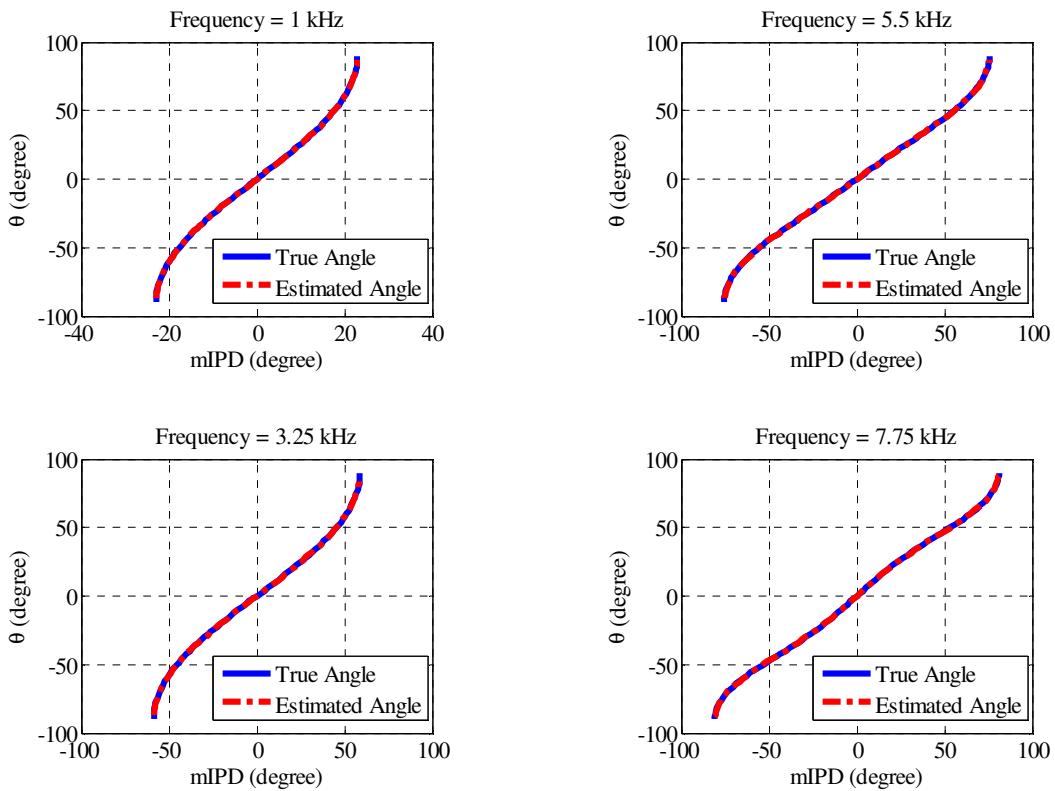 Frequency = 1 kHz
100
50
0
-50
-100
θ (degree)
-40
-20
0
20
40
mIPD (degree)
True Angle
Estimated Angle
Frequency = 5.5 kHz
100
50
0
-50
-100
θ (degree)
-100
-50
0
50
100
mIPD (degree)
True Angle
Estimated Angle
Frequency = 3.25 kHz
100
50
0
-50
-100
θ (degree)
-100
-50
0
50
100
mIPD (degree)
True Angle
Estimated Angle
Frequency = 7.75 kHz
100
50
0
-50
-100
θ (degree)
-100
-50
0
50
100
mIPD (degree)
True Angle
Estimated Angle